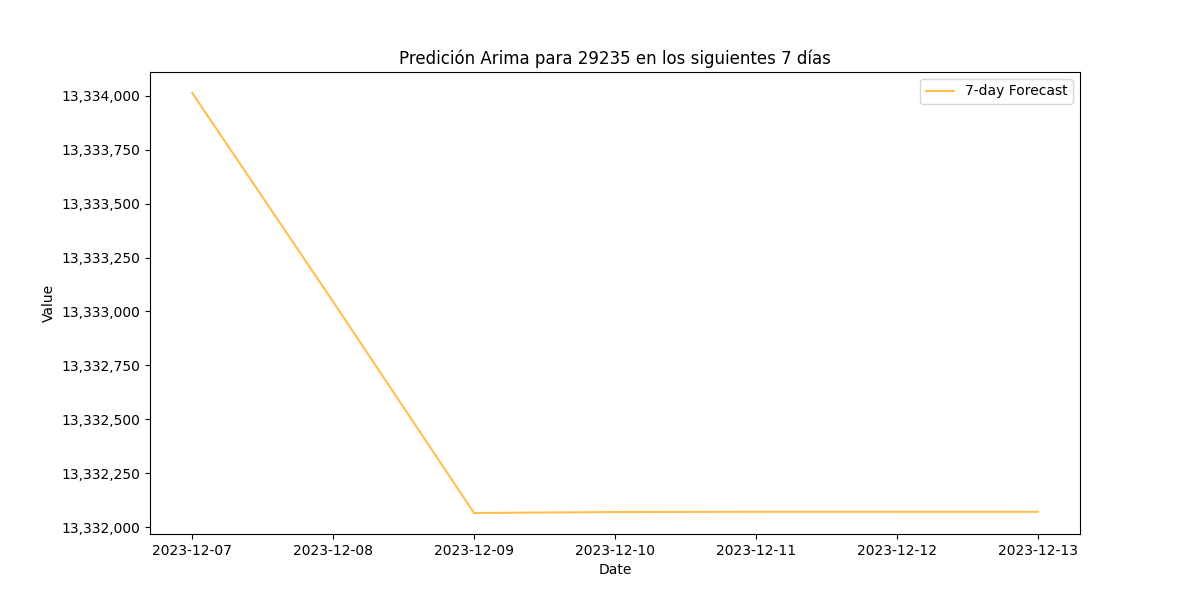 Predición Arima para 29235 en los siguientes 7 días
7-day Forecast
Value
13,334,000
13,333,750
13,333,500
13,333,250
13,333,000
13,332,750
13,332,500
13,332,250
13,332,000
2023-12-07 2023-12-08 2023-12-09 2023-12-10 2023-12-11 2023-12-12 2023-12-13
Date